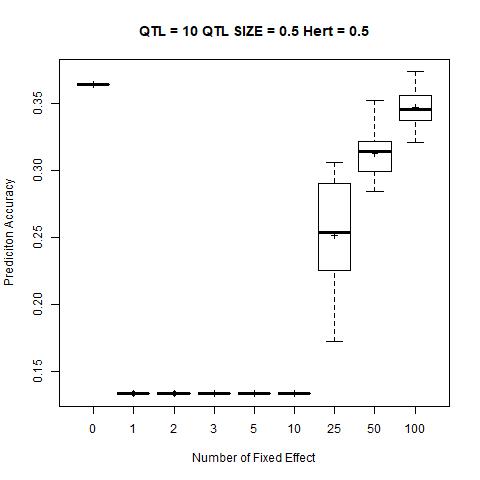 QTL = 10 QTL SIZE = 0.5 Hert = 0.5
Prediciton Accuracy
0.35
0.30
0.25
0.20
0.15
0 1 2 3 5 10 25 50 100
Number of Fixed Effect